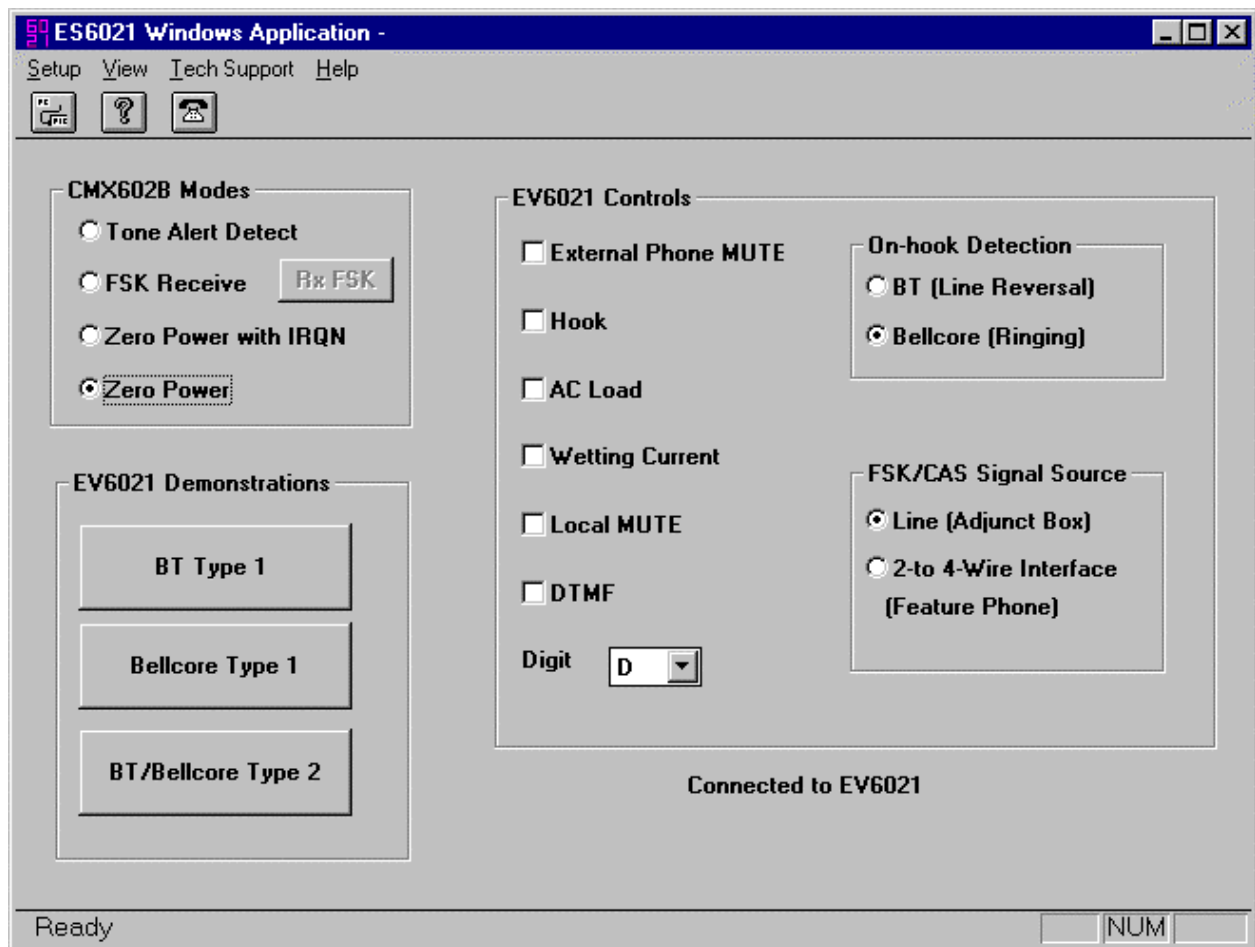 ES6021 Windows Application -
Setup View Tech Support Help
CMX602B Modes
Tone Alert Detect
FSK Receive
Rx FSK
Zero Power with IRQN
Zero Power
EV6021 Demonstrations
BT Type 1
Bellcore Type 1
BT/Bellcore Type 2
EV6021 Controls
External Phone MUTE
Hook
AC Load
Wetting Current
Local MUTE
DTMF
Digit
D
On-hook Detection
BT (Line Reversal)
Bellcore (Ringing)
FSK/CAS Signal Source
Line (Adjunct Box)
2-to 4-Wire Interface
(Feature Phone)
Connected to EV6021
Ready
NUM